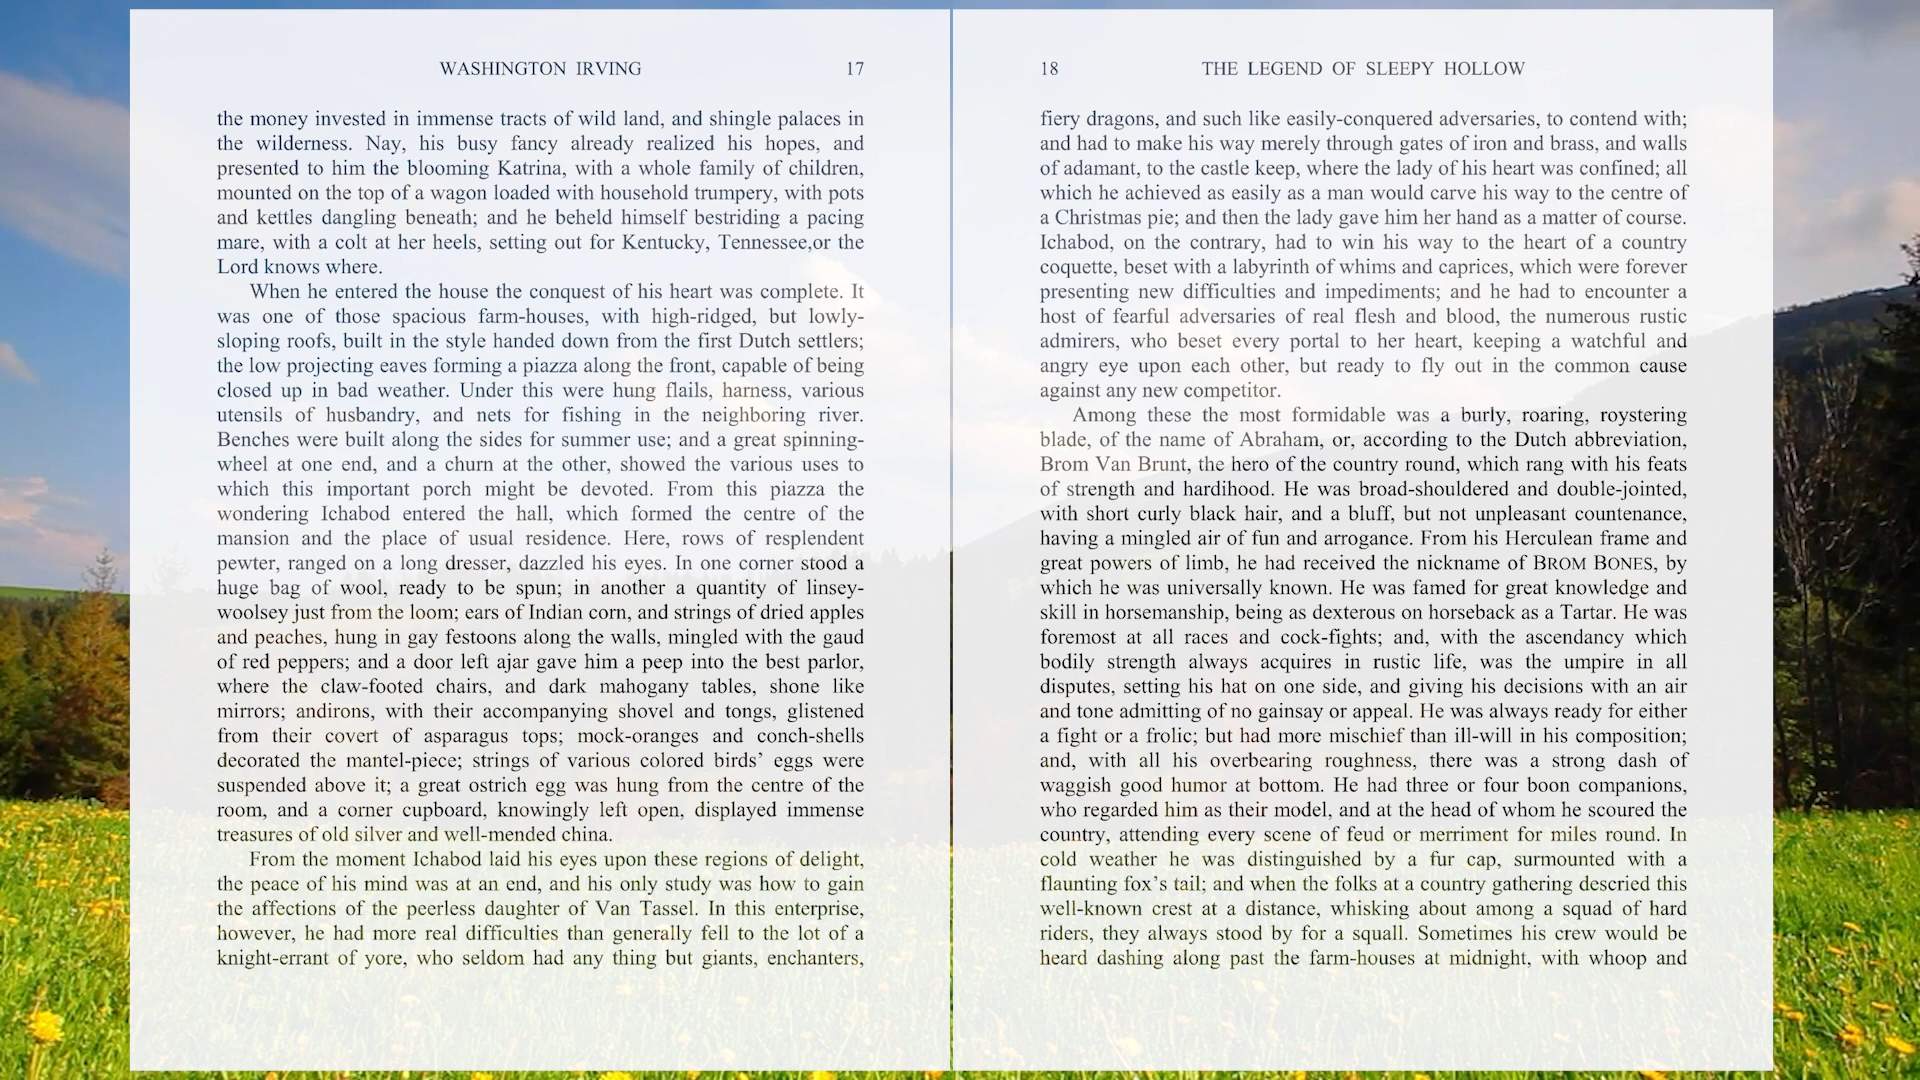 WASHINGTON IRVING 17
the money invested in immense tracts of wild land, and shingle palaces in
the wilderness. Nay, his busy fancy already realized his hopes, and
presented to him the blooming Katrina, with a whole family of children,
mounted on the top of a wagon loaded with household trumpery, with pots
and kettles dangling beneath; and he beheld himself bestriding a pacing
mare, with a colt at her heels, setting out for Kentucky, Tennessee,or the
Lord knows where.
When he entered the house the conquest of his heart was complete. It
was one of those spacious farm-houses, with high-ridged, but lowly-
sloping roofs, built in the style handed down from the first Dutch settlers;
the low projecting eaves forming a piazza along the front, capable of being
closed up in bad weather. Under this were hung flails, harness, various
utensils of husbandry, and nets for fishing in the neighboring river.
Benches were built along the sides for summer use; and a great spinning-
wheel at one end, and a churn at the other, showed the various uses to
which this important porch might be devoted. From this piazza the
wondering Ichabod entered the hall, which formed the centre of the
mansion and the place of usual residence. Here, rows of resplendent
pewter, ranged on a long dresser, dazzled his eyes. In one corner stood a
huge bag of wool, ready to be spun; in another a quantity of linsey-
woolsey just from the loom; ears of Indian corn, and strings of dried apples
and peaches, hung in gay festoons along the walls, mingled with the gaud
of red peppers; and a door left ajar gave him a peep into the best parlor,
where the claw-footed chairs, and dark mahogany tables, shone like
mirrors; andirons, with their accompanying shovel and tongs, glistened
from their covert of asparagus tops; mock-oranges and conch-shells
decorated the mantel-piece; strings of various colored birds’ eggs were
suspended above it; a great ostrich egg was hung from the centre of the
room, and a corner cupboard, knowingly left open, displayed immense
treasures of old silver and well-mended china.
From the moment Ichabod laid his eyes upon these regions of delight,
the peace of his mind was at an end, and his only study was how to gain
the affections of the peerless daughter of Van Tassel. In this enterprise,
however, he had more real difficulties than generally fell to the lot of a
knight-errant of yore, who seldom had any thing but giants, enchanters,
18 THE LEGEND OF SLEEPY HOLLOW
fiery dragons, and such like easily-conquered adversaries, to contend with;
and had to make his way merely through gates of iron and brass, and walls
of adamant, to the castle keep, where the lady of his heart was confined; all
which he achieved as easily as a man would carve his way to the centre of
a Christmas pie; and then the lady gave him her hand as a matter of course.
Ichabod, on the contrary, had to win his way to the heart of a country
coquette, beset with a labyrinth of whims and caprices, which were forever
presenting new difficulties and impediments; and he had to encounter a
host of fearful adversaries of real flesh and blood, the numerous rustic
admirers, who beset every portal to her heart, keeping a watchful and
angry eye upon each other, but ready to fly out in the common cause
against any new competitor.
Among these the most formidable was a burly, roaring, roystering
blade, of the name of Abraham, or, according to the Dutch abbreviation,
Brom Van Brunt, the hero of the country round, which rang with his feats
of strength and hardihood. He was broad-shouldered and double-jointed,
with short curly black hair, and a bluff, but not unpleasant countenance,
having a mingled air of fun and arrogance. From his Herculean frame and
great powers of limb, he had received the nickname of BROM BONES, by
which he was universally known. He was famed for great knowledge and
skill in horsemanship, being as dexterous on horseback as a Tartar. He was
foremost at all races and cock-fights; and, with the ascendancy which
bodily strength always acquires in rustic life, was the umpire in all
disputes, setting his hat on one side, and giving his decisions with an air
and tone admitting of no gainsay or appeal. He was always ready for either
a fight or a frolic; but had more mischief than ill-will in his composition;
and, with all his overbearing roughness, there was a strong dash of
waggish good humor at bottom. He had three or four boon companions,
who regarded him as their model, and at the head of whom he scoured the
country, attending every scene of feud or merriment for miles round. In
cold weather he was distinguished by a fur cap, surmounted with a
flaunting fox’s tail; and when the folks at a country gathering descried this
well-known crest at a distance, whisking about among a squad of hard
riders, they always stood by for a squall. Sometimes his crew would be
heard dashing along past the farm-houses at midnight, with whoop and